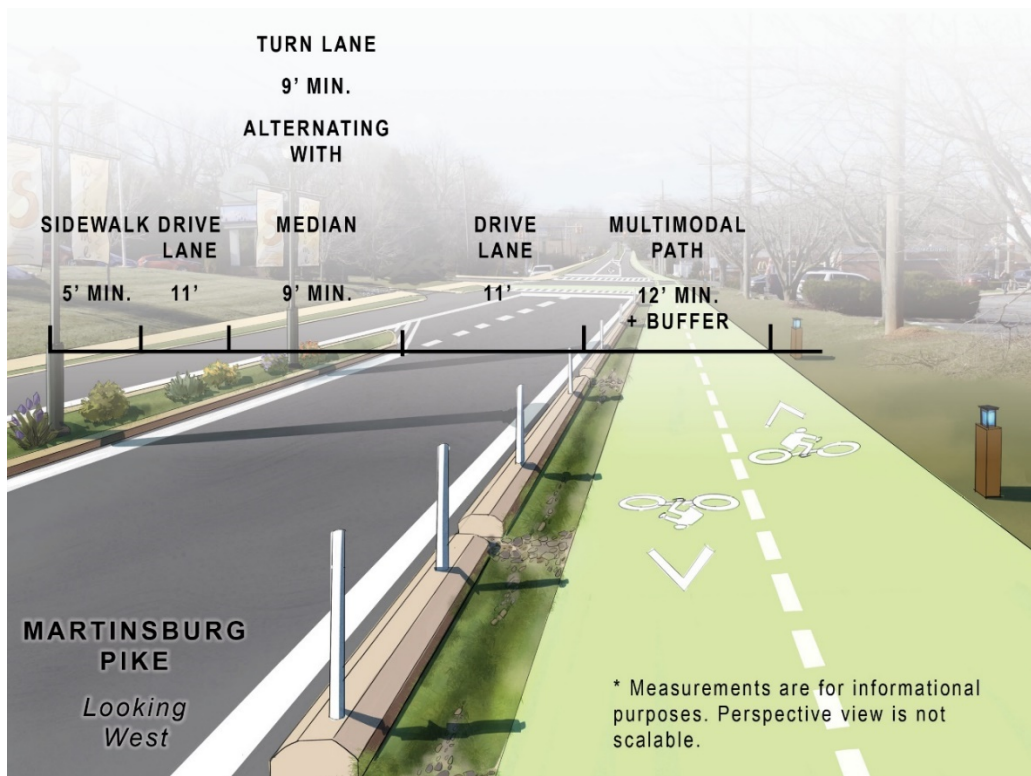 TURN LANE
9' MIN.
ALTERNATING
WITH
SIDEWALK
DRIVE
LANE
MEDIAN
DRIVE
LANE
MULTIMODAL
PATH
5' MIN.
11'
9' MIN.
11'
12' MIN.
+ BUFFER
MARTINSBURG
PIKE
Looking
West
* Measurements are for informational
purposes. Perspective view is not
scalable.